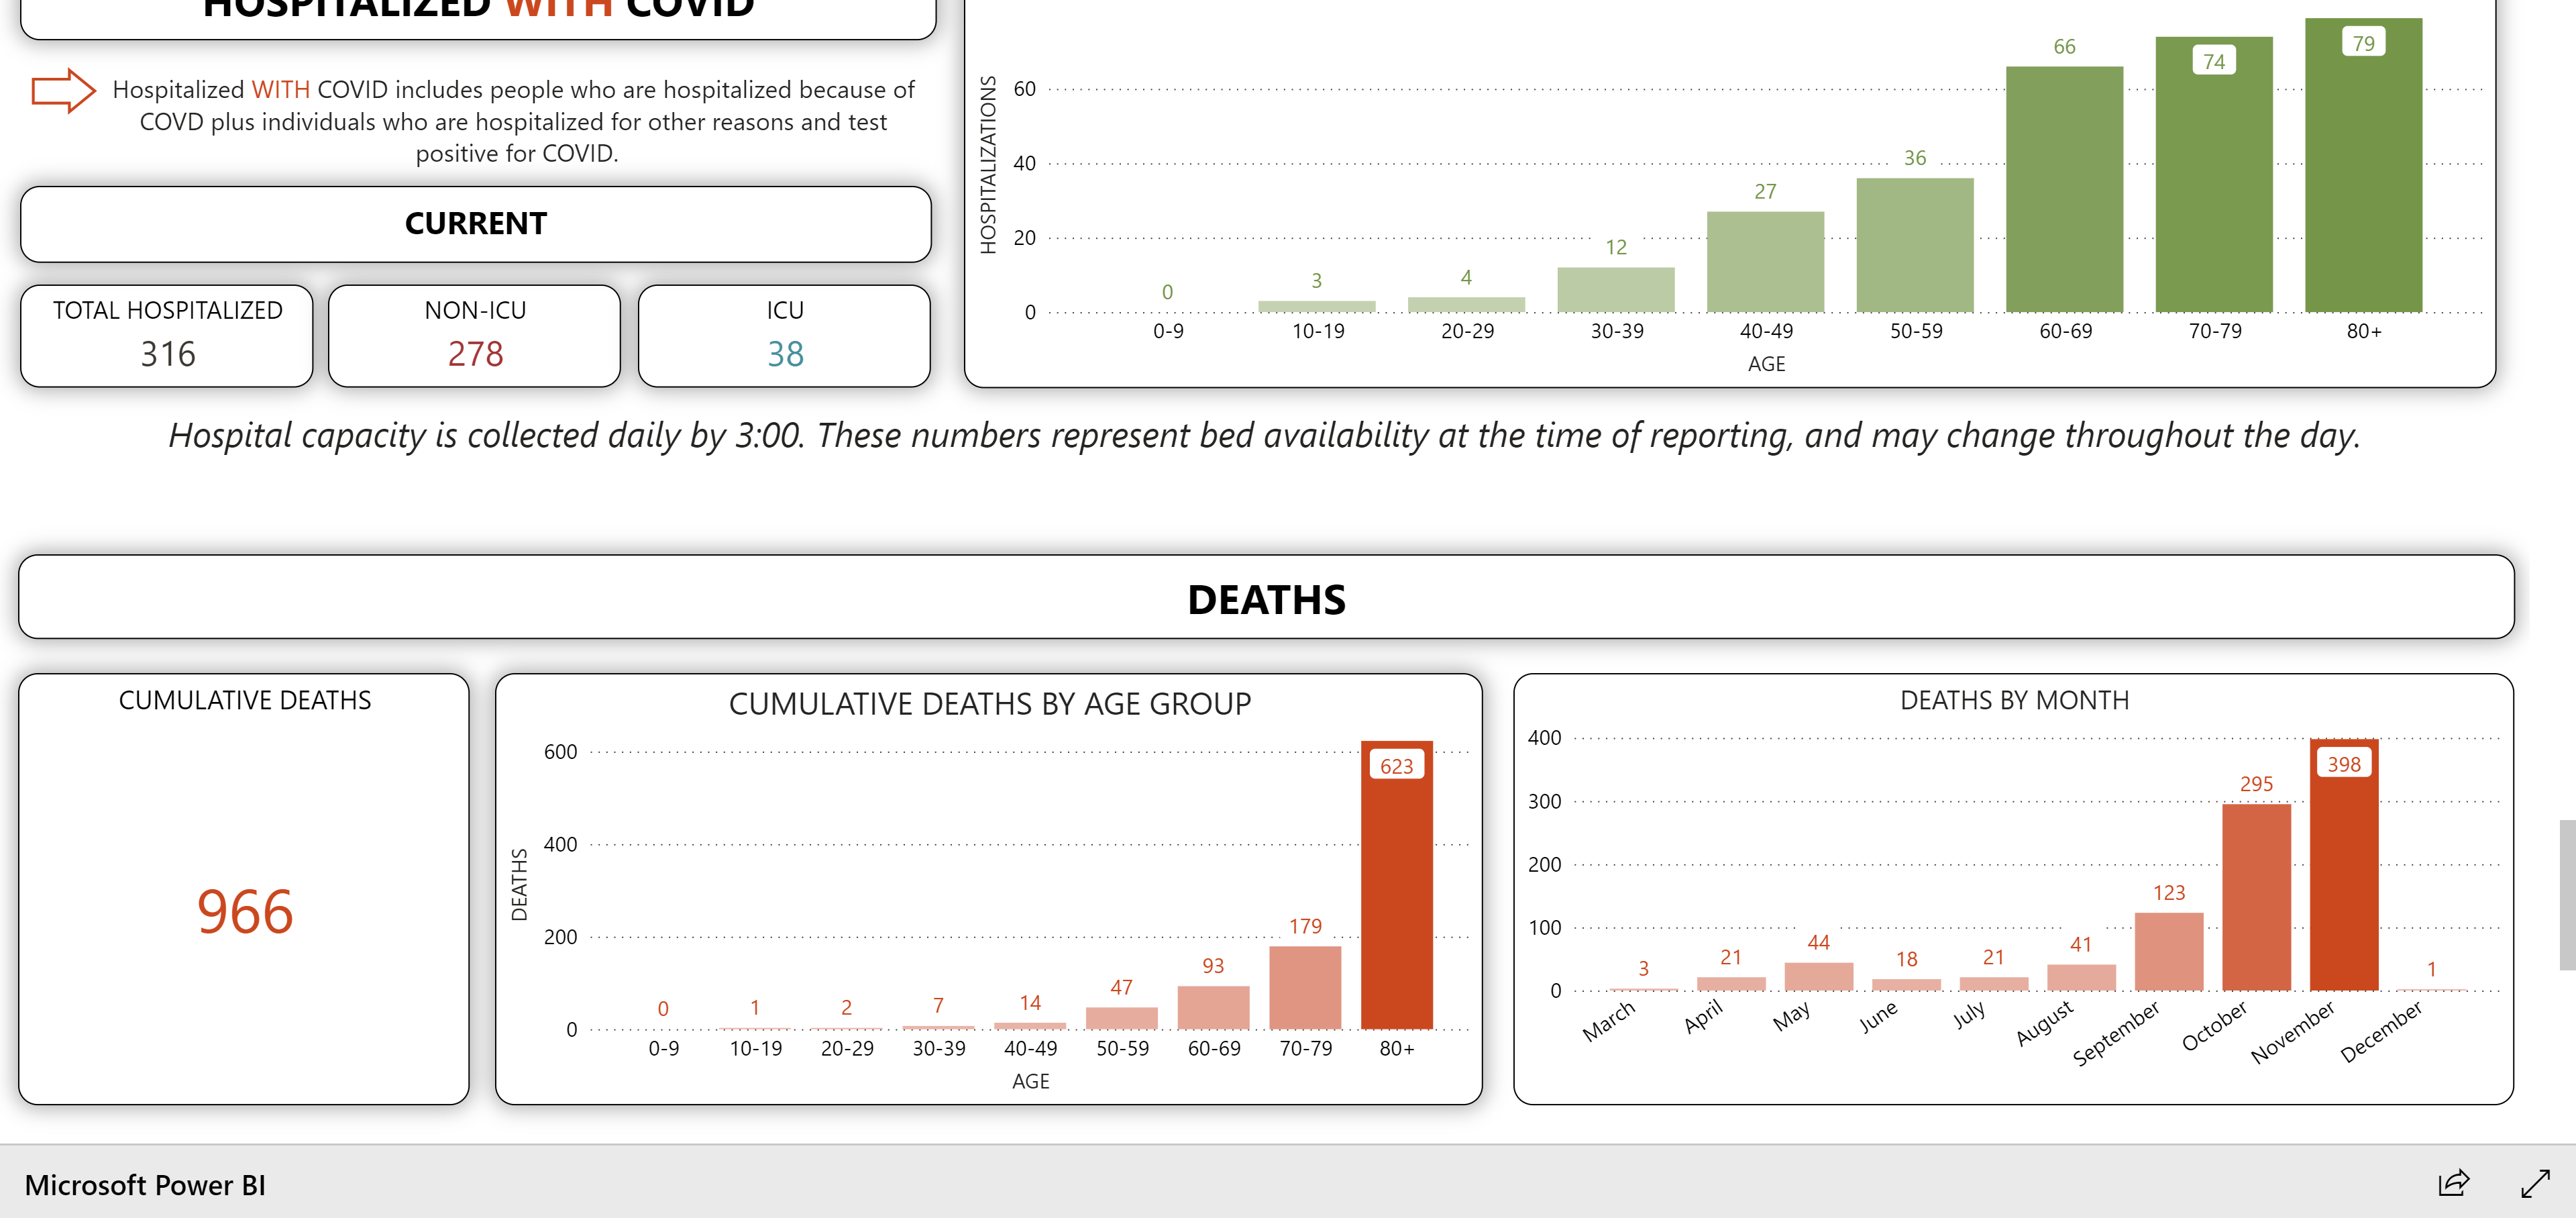 HOSPITALIZED WITH COVID
Hospitalized WITH COVID includes people who are hospitalized because of
COVD plus individuals who are hospitalized for other reasons and test
positive for COVID.
CURRENT
TOTAL HOSPITALIZED
316
NON-ICU
278
ICU
38
HOSPITALIZATIONS
60
40
20
0
0
3
4
12
27
36
66
74
79
0-9
10-19
20-29
30-39
40-49
50-59
60-69
70-79
80+
AGE
Hospital capacity is collected daily by 3:00. These numbers represent bed availability at the time of reporting, and may change throughout the day.
DEATHS
CUMULATIVE DEATHS
966
CUMULATIVE DEATHS BY AGE GROUP
DEATHS
600
400
200
0
0
1
2
7
14
47
93
179
623
0-9
10-19
20-29
30-39
40-49
50-59
60-69
70-79
80+
AGE
DEATHS BY MONTH
400
300
200
100
0
3
21
44
18
21
41
123
295
398
1
March
April
May
June
July
August
September
October
November
December
Microsoft Power BI